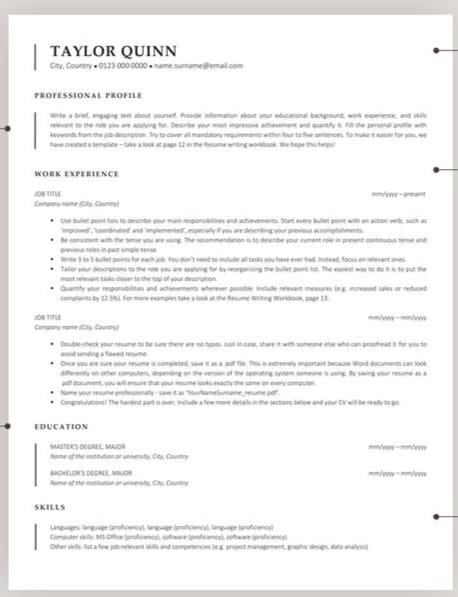 TAYLOR QUINN
City, Country • 0123 000 0000 • name.surname@email.com
PROFESSIONAL PROFILE
Write a brief, engaging text about yourself. Provide information about your educational background, work experience, and skills
relevant to the role you are applying for. Describe your most impressive achievement and quantify it. Fill the personal profile with
keywords from the job description. Try to cover all mandatory requirements within four to five sentences. To make it easier for you, we
have created a template – take a look at page 12 in the Resume writing workbook. We hope this helps!
WORK EXPERIENCE
JOB TITLE mm/yyyy – present
Company name (City, Country)
• Use bullet point lists to describe your main responsibilities and achievements. Start every bullet point with an action verb, such as
'improved', 'coordinated' and 'implemented', especially if you are describing your previous accomplishments.
• Be consistent with the tense you are using. The recommendation is to describe your current role in present continuous tense and
previous roles in past simple tense.
• Write 3 to 5 bullet points for each job. You don't need to include all tasks you have ever had. Instead, focus on relevant ones.
• Tailor your descriptions to the role you are applying for by reorganizing the bullet point list. The easiest way to do it is to put the
most relevant tasks closer to the top of your description.
• Quantify your responsibilities and achievements wherever possible. Include relevant measures (e.g. increased sales or reduced
complaints by 12.5%). For more examples take a look at the Resume Writing Workbook, page 13.
JOB TITLE mm/yyyy – mm/yyyy
Company name (City, Country)
• Double-check your resume to be sure there are no typos. Just in case, share it with someone else who can proofread it for you to
avoid sending a flawed resume.
• Once you are sure your resume is completed, save it as a .pdf file. This is extremely important because Word documents can look
differently on other computers, depending on the version of the operating system someone is using. By saving your resume as a
.pdf document, you will ensure that your resume looks exactly the same on every computer.
• Name your resume professionally - save it as 'YourNameSurname_resume.pdf'.
• Congratulations! The hardest part is over. Include a few more details in the sections below and your CV will be ready to go.
EDUCATION
MASTER'S DEGREE, MAJOR mm/yyyy – mm/yyyy
Name of the institution or university, City, Country
BACHELOR'S DEGREE, MAJOR mm/yyyy – mm/yyyy
Name of the institution or university, City, Country
SKILLS
Languages: language (proficiency), language (proficiency), language (proficiency)
Computer skills: MS Office (proficiency), software (proficiency), software (proficiency)
Other skills: list a few job-relevant skills and competencies (e.g. project management, graphic design, data analysis)